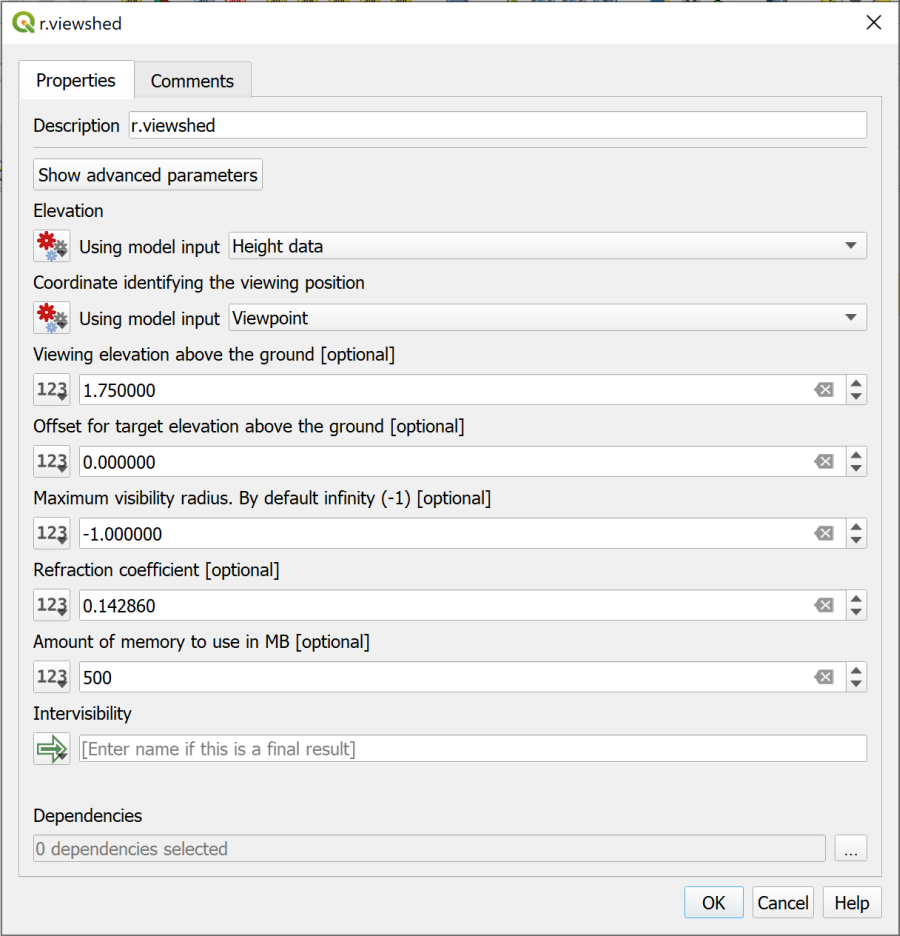 r.viewshed
Properties Comments
Description r.viewshed
Show advanced parameters
Elevation
Using model input Height data
Coordinate identifying the viewing position
Using model input Viewpoint
Viewing elevation above the ground [optional]
123 1.750000
Offset for target elevation above the ground [optional]
123 0.000000
Maximum visibility radius. By default infinity (-1) [optional]
123 -1.000000
Refraction coefficient [optional]
123 0.142860
Amount of memory to use in MB [optional]
123 500
Intervisibility
[Enter name if this is a final result]
Dependencies
0 dependencies selected ...
OK Cancel Help